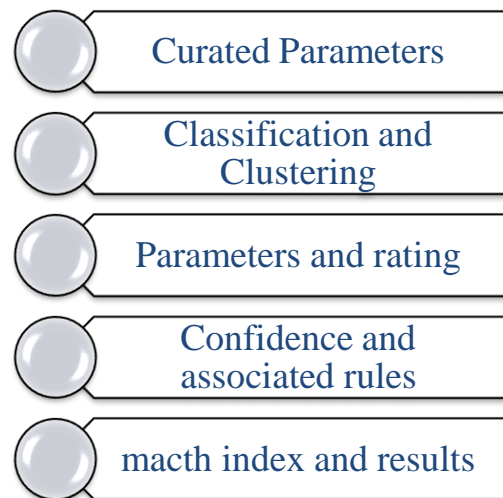 Curated Parameters
Classification and
Clustering
Parameters and rating
Confidence and
associated rules
macth index and results